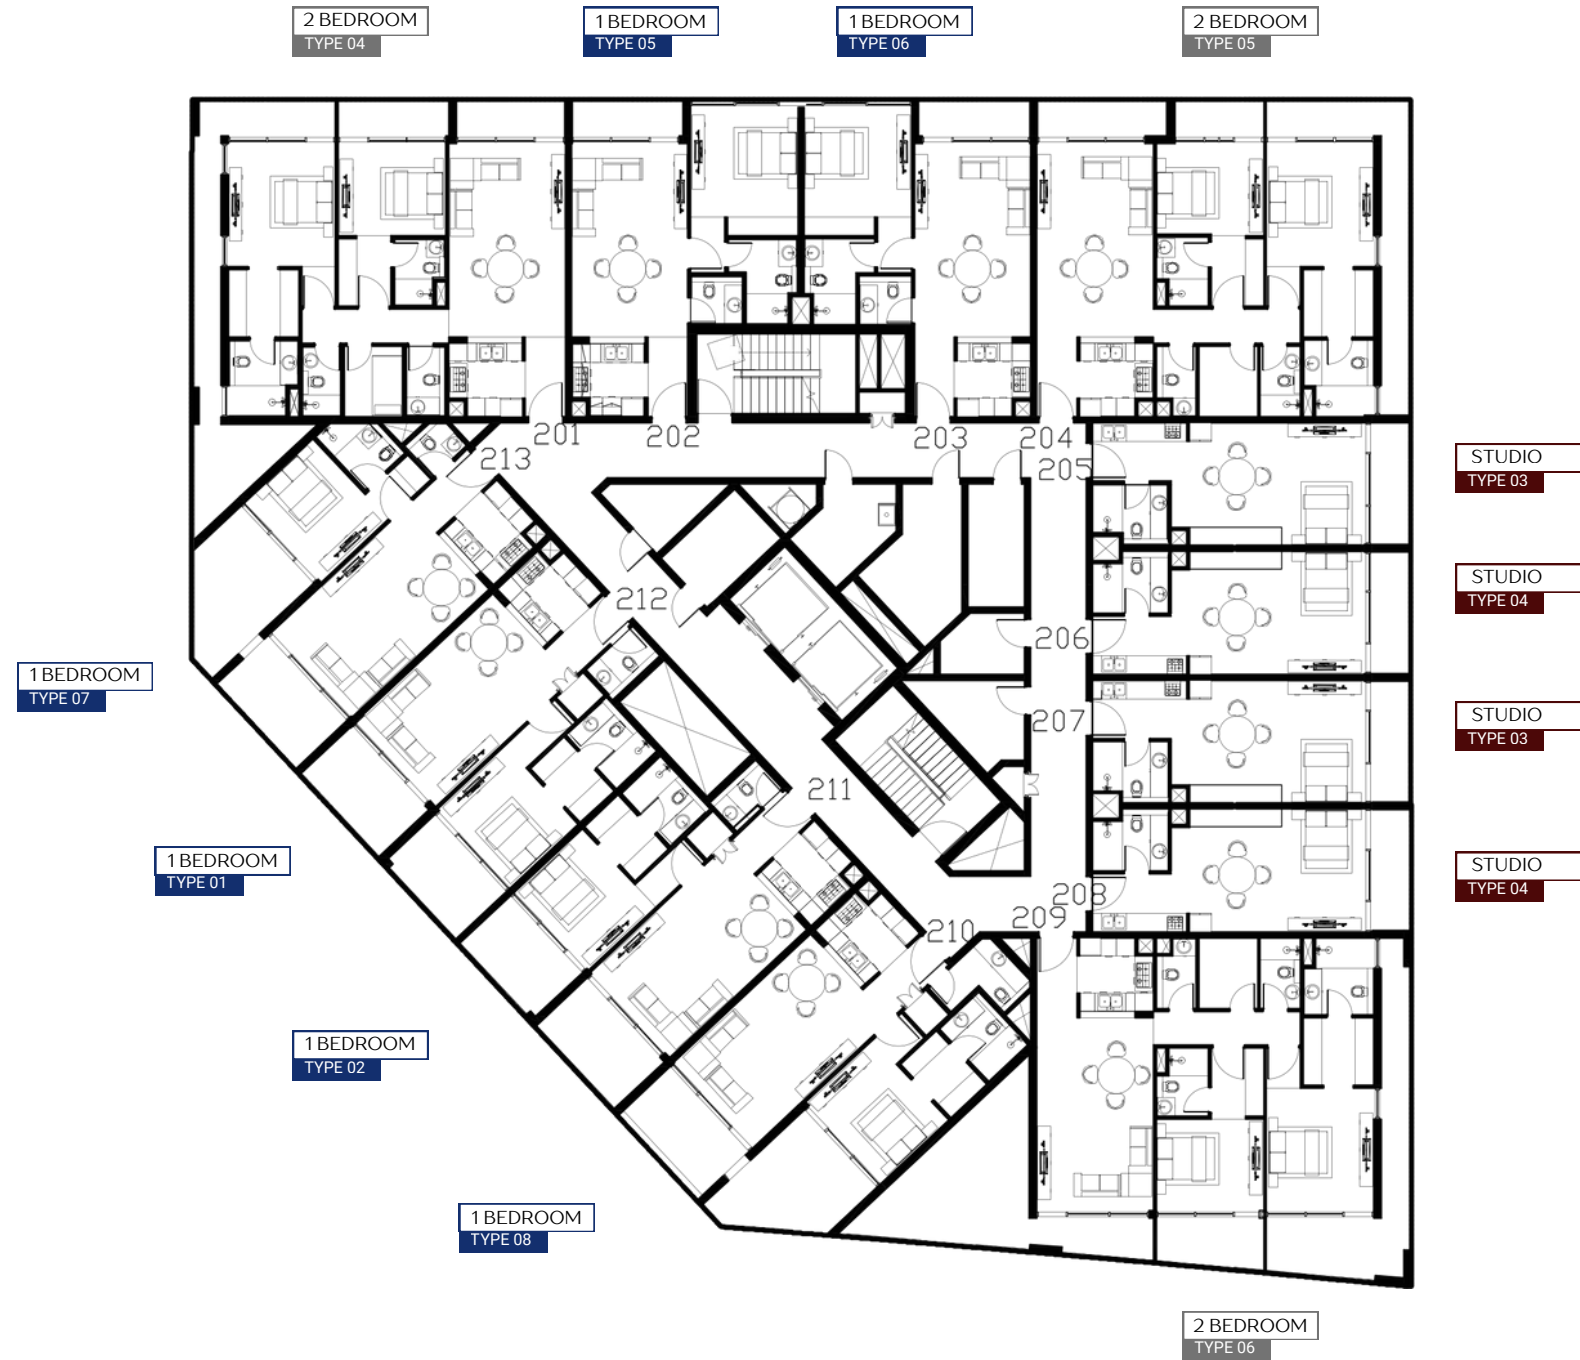 2 BEDROOM
TYPE 04
1 BEDROOM
TYPE 05
1 BEDROOM
TYPE 06
2 BEDROOM
TYPE 05
201
202
203
204
213
205
STUDIO
TYPE 03
212
STUDIO
TYPE 04
206
1 BEDROOM
TYPE 07
207
STUDIO
TYPE 03
211
1 BEDROOM
TYPE 01
STUDIO
TYPE 04
208
209
210
1 BEDROOM
TYPE 02
1 BEDROOM
TYPE 08
2 BEDROOM
TYPE 06